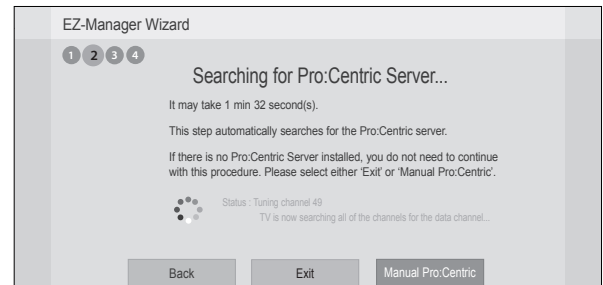 EZ-Manager Wizard
1 2 3 4
Searching for Pro:Centric Server...
It may take 1 min 32 second(s).
This step automatically searches for the Pro:Centric server.
If there is no Pro:Centric Server installed, you do not need to continue
with this procedure. Please select either ‘Exit’ or ‘Manual Pro:Centric’.
Status : Tuning channel 49
TV is now searching all of the channels for the data channel...
Back Exit Manual Pro:Centric